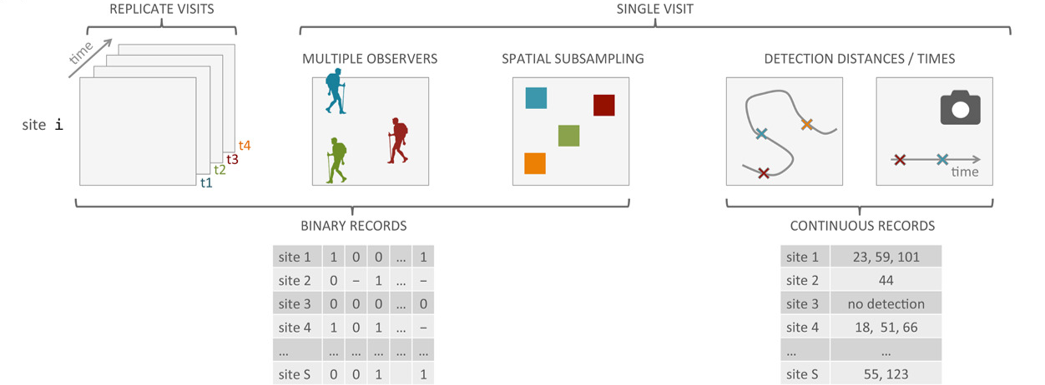 REPLICATE VISITS
SINGLE VISIT
time
MULTIPLE OBSERVERS
SPATIAL SUBSAMPLING
DETECTION DISTANCES / TIMES
site i
t1
t2
t3
t4
time
BINARY RECORDS
CONTINUOUS RECORDS
site 1 1 0 0 ... 1
site 2 0 – 1 ... –
site 3 0 0 0 ... 0
site 4 1 0 1 ... –
... ... ... ... ... ...
site S 0 0 1 1
site 1 23, 59, 101
site 2 44
site 3 no detection
site 4 18, 51, 66
... ...
site S 55, 123